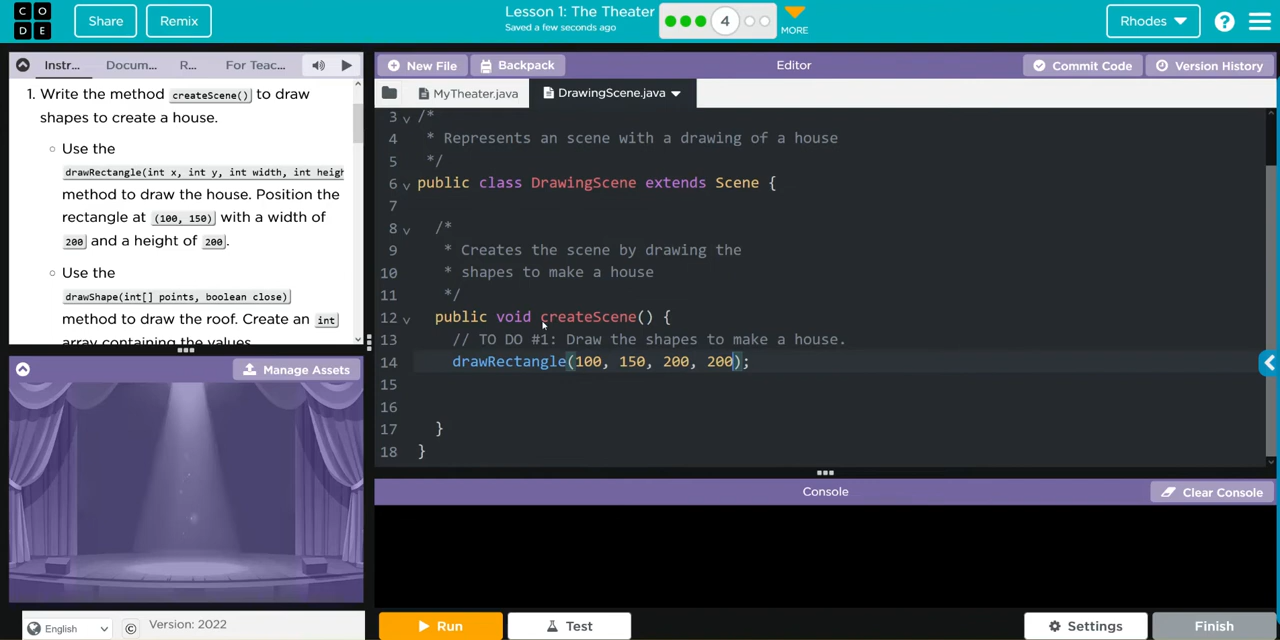 CODE
Share
Remix
Lesson 1: The Theater
Saved a few seconds ago
4
MORE
Rhodes
?
Instr...
Docum...
R...
For Teac...
New File
Backpack
Editor
Commit Code
Version History
MyTheater.java
DrawingScene.java
1. Write the method createScene() to draw
shapes to create a house.
Use the
drawRectangle(int x, int y, int width, int heigh
method to draw the house. Position the
rectangle at (100, 150) with a width of
200 and a height of 200.
Use the
drawShape(int[] points, boolean close)
method to draw the roof. Create an int
array containing the values
3 /*
4 * Represents an scene with a drawing of a house
5 */
6 public class DrawingScene extends Scene {
7
8 /*
9 * Creates the scene by drawing the
10 * shapes to make a house
11 */
12 public void createScene() {
13 // TO DO #1: Draw the shapes to make a house.
14 drawRectangle(100, 150, 200, 200);
15
16
17 }
18 }
Manage Assets
Console
Clear Console
English
©
Version: 2022
Run
Test
Settings
Finish